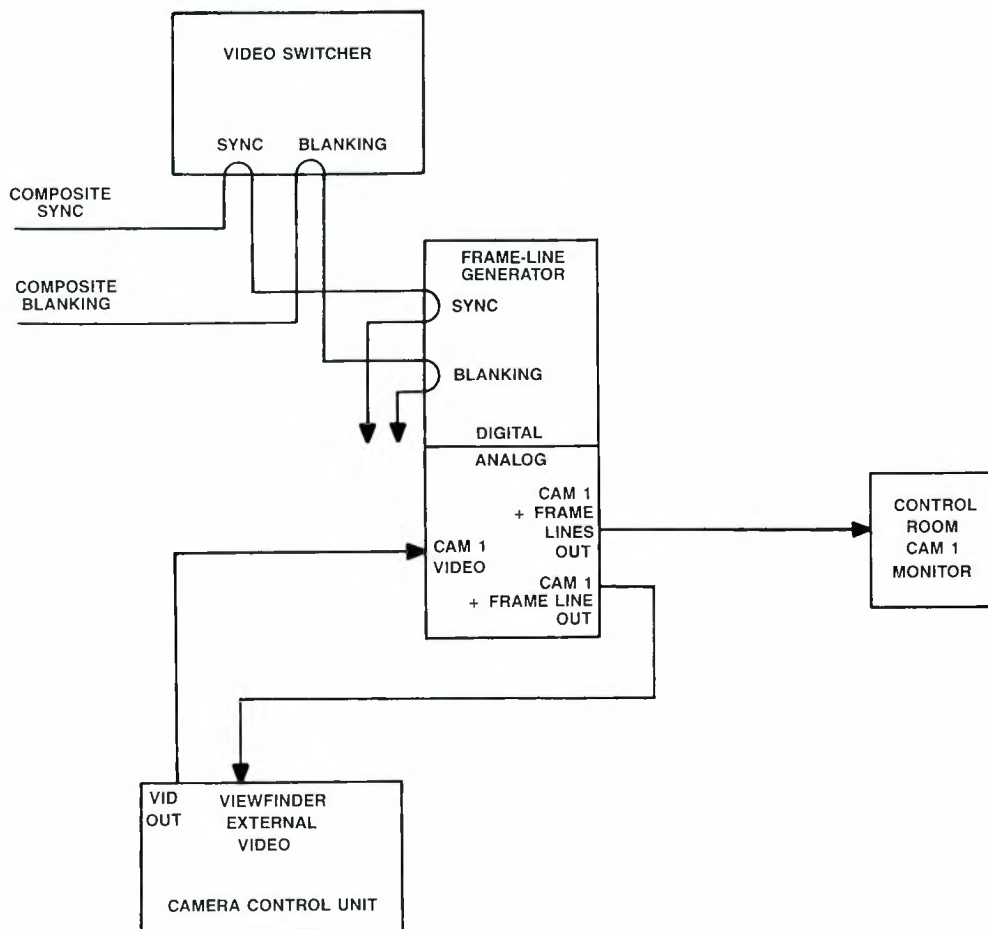 VIDEO SWITCHER
SYNC BLANKING
COMPOSITE
SYNC
COMPOSITE
BLANKING
FRAME-LINE
GENERATOR
SYNC
BLANKING
DIGITAL
ANALOG
CAM 1
+ FRAME
LINES
OUT
CAM 1
VIDEO
CAM 1
+ FRAME LINE
OUT
CONTROL
ROOM
CAM 1
MONITOR
VID
OUT
VIEWFINDER
EXTERNAL
VIDEO
CAMERA CONTROL UNIT